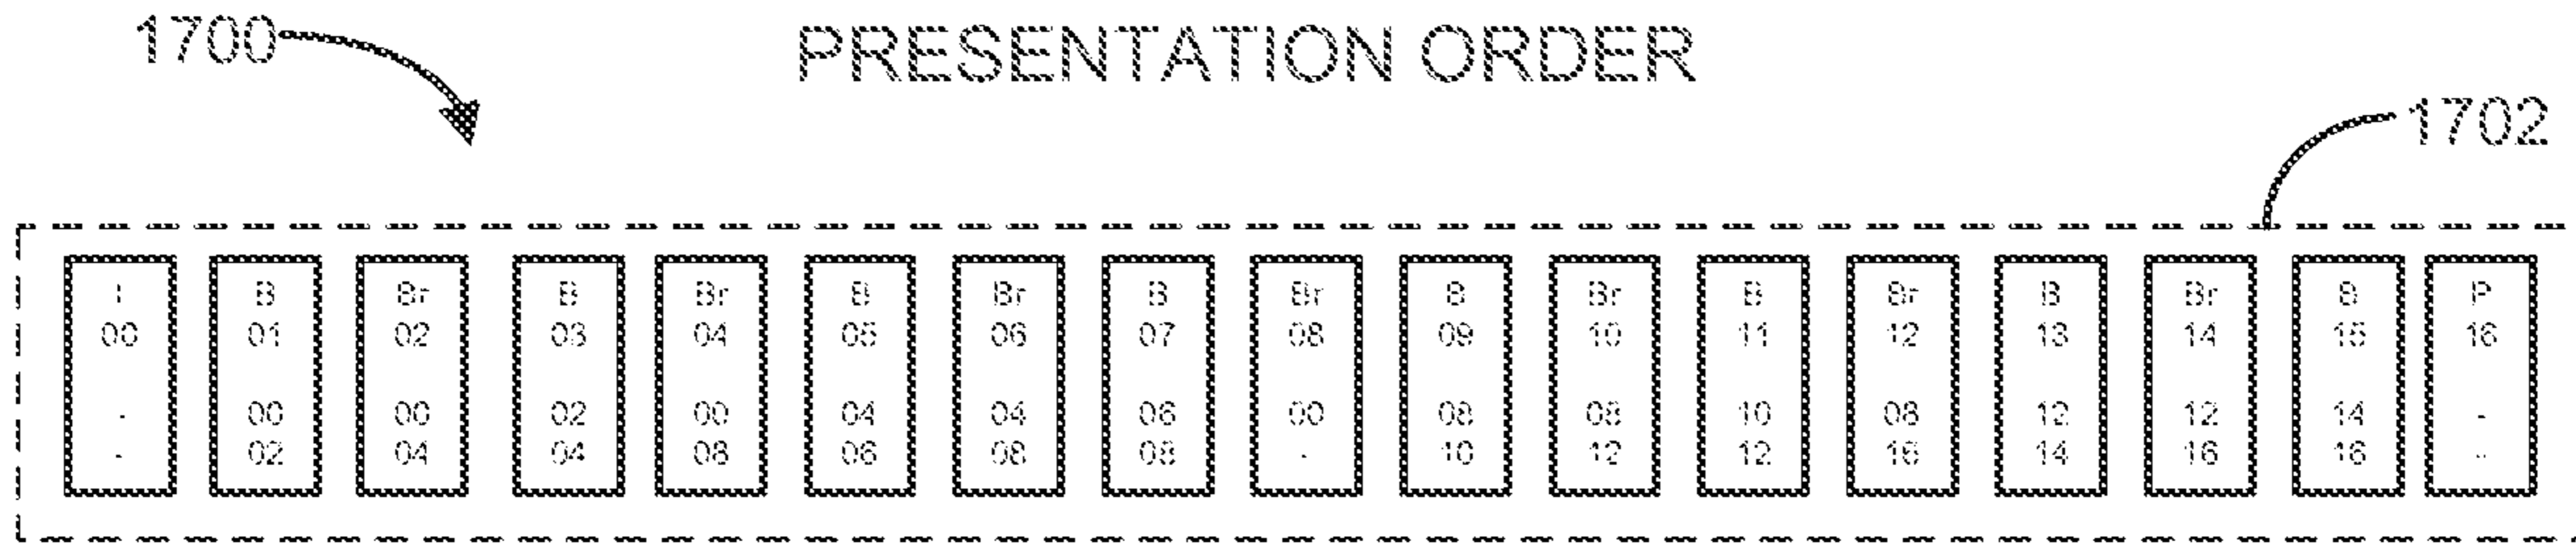 1700
PRESENTATION ORDER
1702
I B Br B Br B Br B Br B Br B Br B Br B P
00 01 02 03 04 05 06 07 08 09 10 11 12 13 14 15 16
- 00 00 02 00 04 04 06 00 08 08 10 08 12 12 14 -
- 02 04 04 08 06 08 08 - 10 12 12 16 14 16 16 -